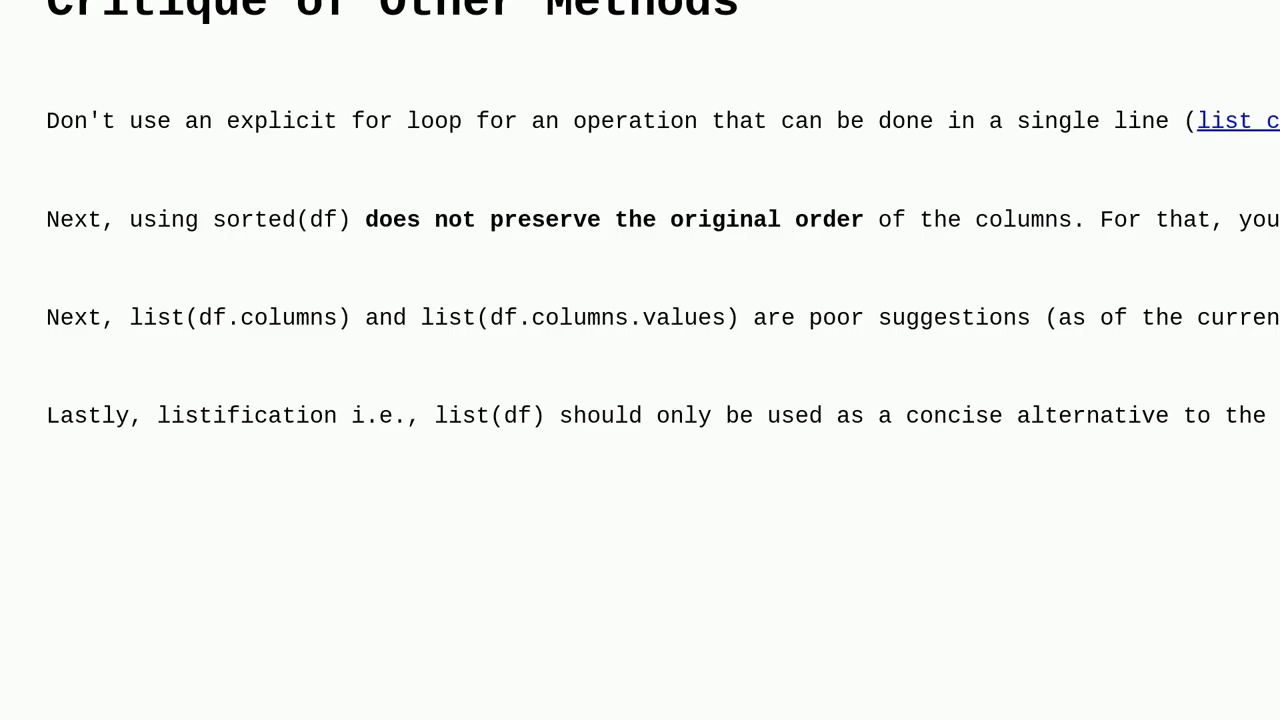 Critique of Other Methods
Don't use an explicit for loop for an operation that can be done in a single line (list c
Next, using sorted(df) does not preserve the original order of the columns. For that, you
Next, list(df.columns) and list(df.columns.values) are poor suggestions (as of the curren
Lastly, listification i.e., list(df) should only be used as a concise alternative to the